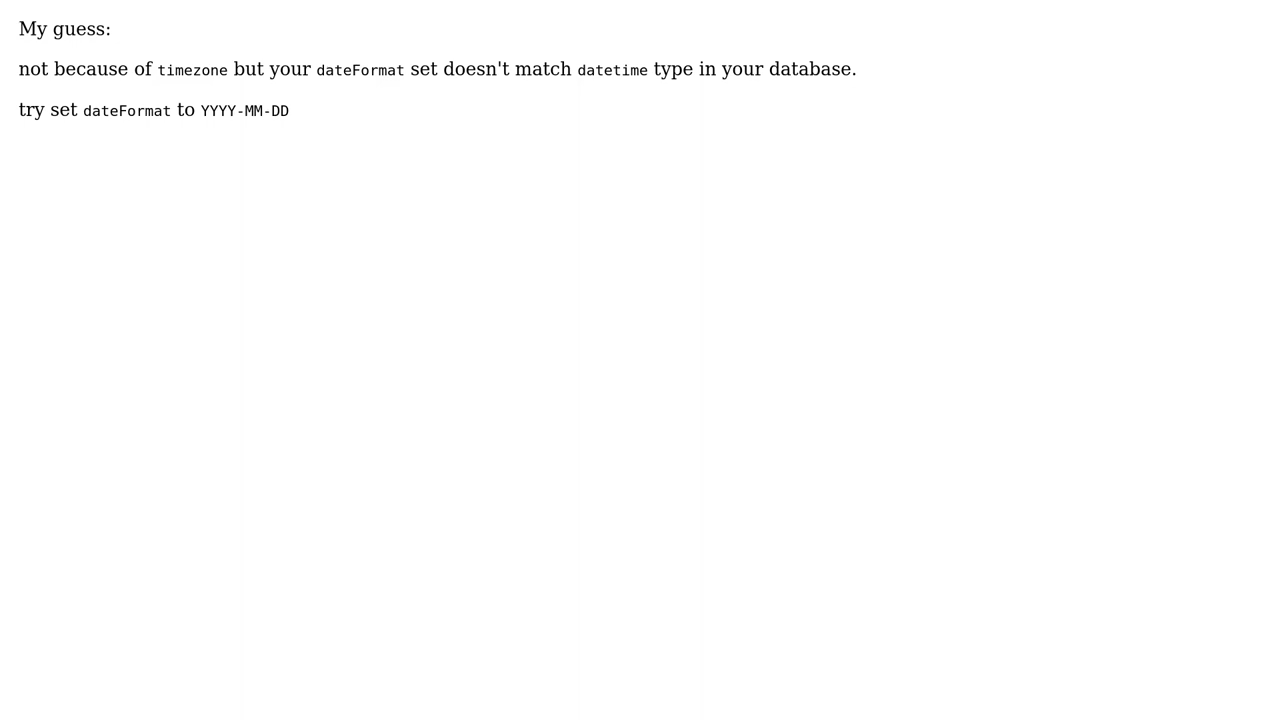 My guess:
not because of timezone but your dateFormat set doesn't match datetime type in your database.
try set dateFormat to YYYY-MM-DD